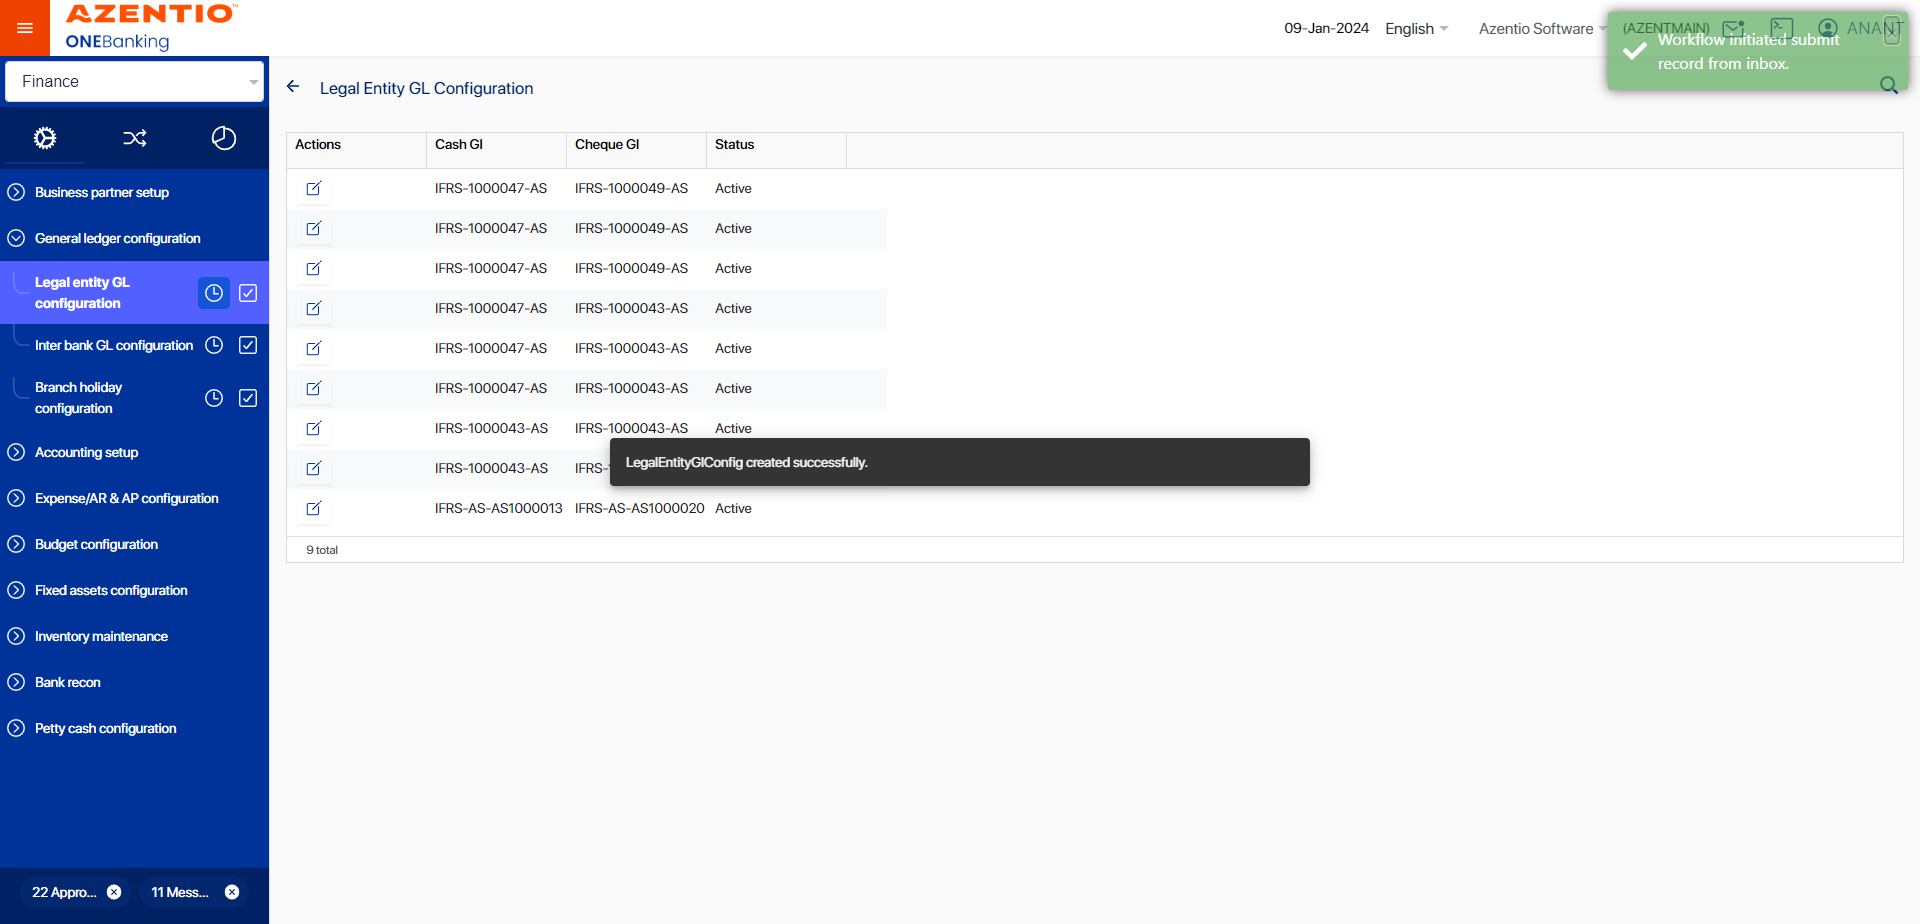 AZENTIO
ONEBanking
09-Jan-2024
English
Azentio Software
(AZENTMAIN)
ANANT
Workflow initiated submit
record from inbox.
Finance
Legal Entity GL Configuration
Business partner setup
General ledger configuration
Legal entity GL
configuration
Inter bank GL configuration
Branch holiday
configuration
Accounting setup
Expense/AR & AP configuration
Budget configuration
Fixed assets configuration
Inventory maintenance
Bank recon
Petty cash configuration
22 Appro...
11 Mess...
Actions Cash Gl Cheque Gl Status
IFRS-1000047-AS IFRS-1000049-AS Active
IFRS-1000047-AS IFRS-1000049-AS Active
IFRS-1000047-AS IFRS-1000049-AS Active
IFRS-1000047-AS IFRS-1000043-AS Active
IFRS-1000047-AS IFRS-1000043-AS Active
IFRS-1000047-AS IFRS-1000043-AS Active
IFRS-1000043-AS IFRS-1000043-AS Active
IFRS-1000043-AS IFRS-
LegalEntityGlConfig created successfully.
IFRS-AS-AS1000013 IFRS-AS-AS1000020 Active
9 total